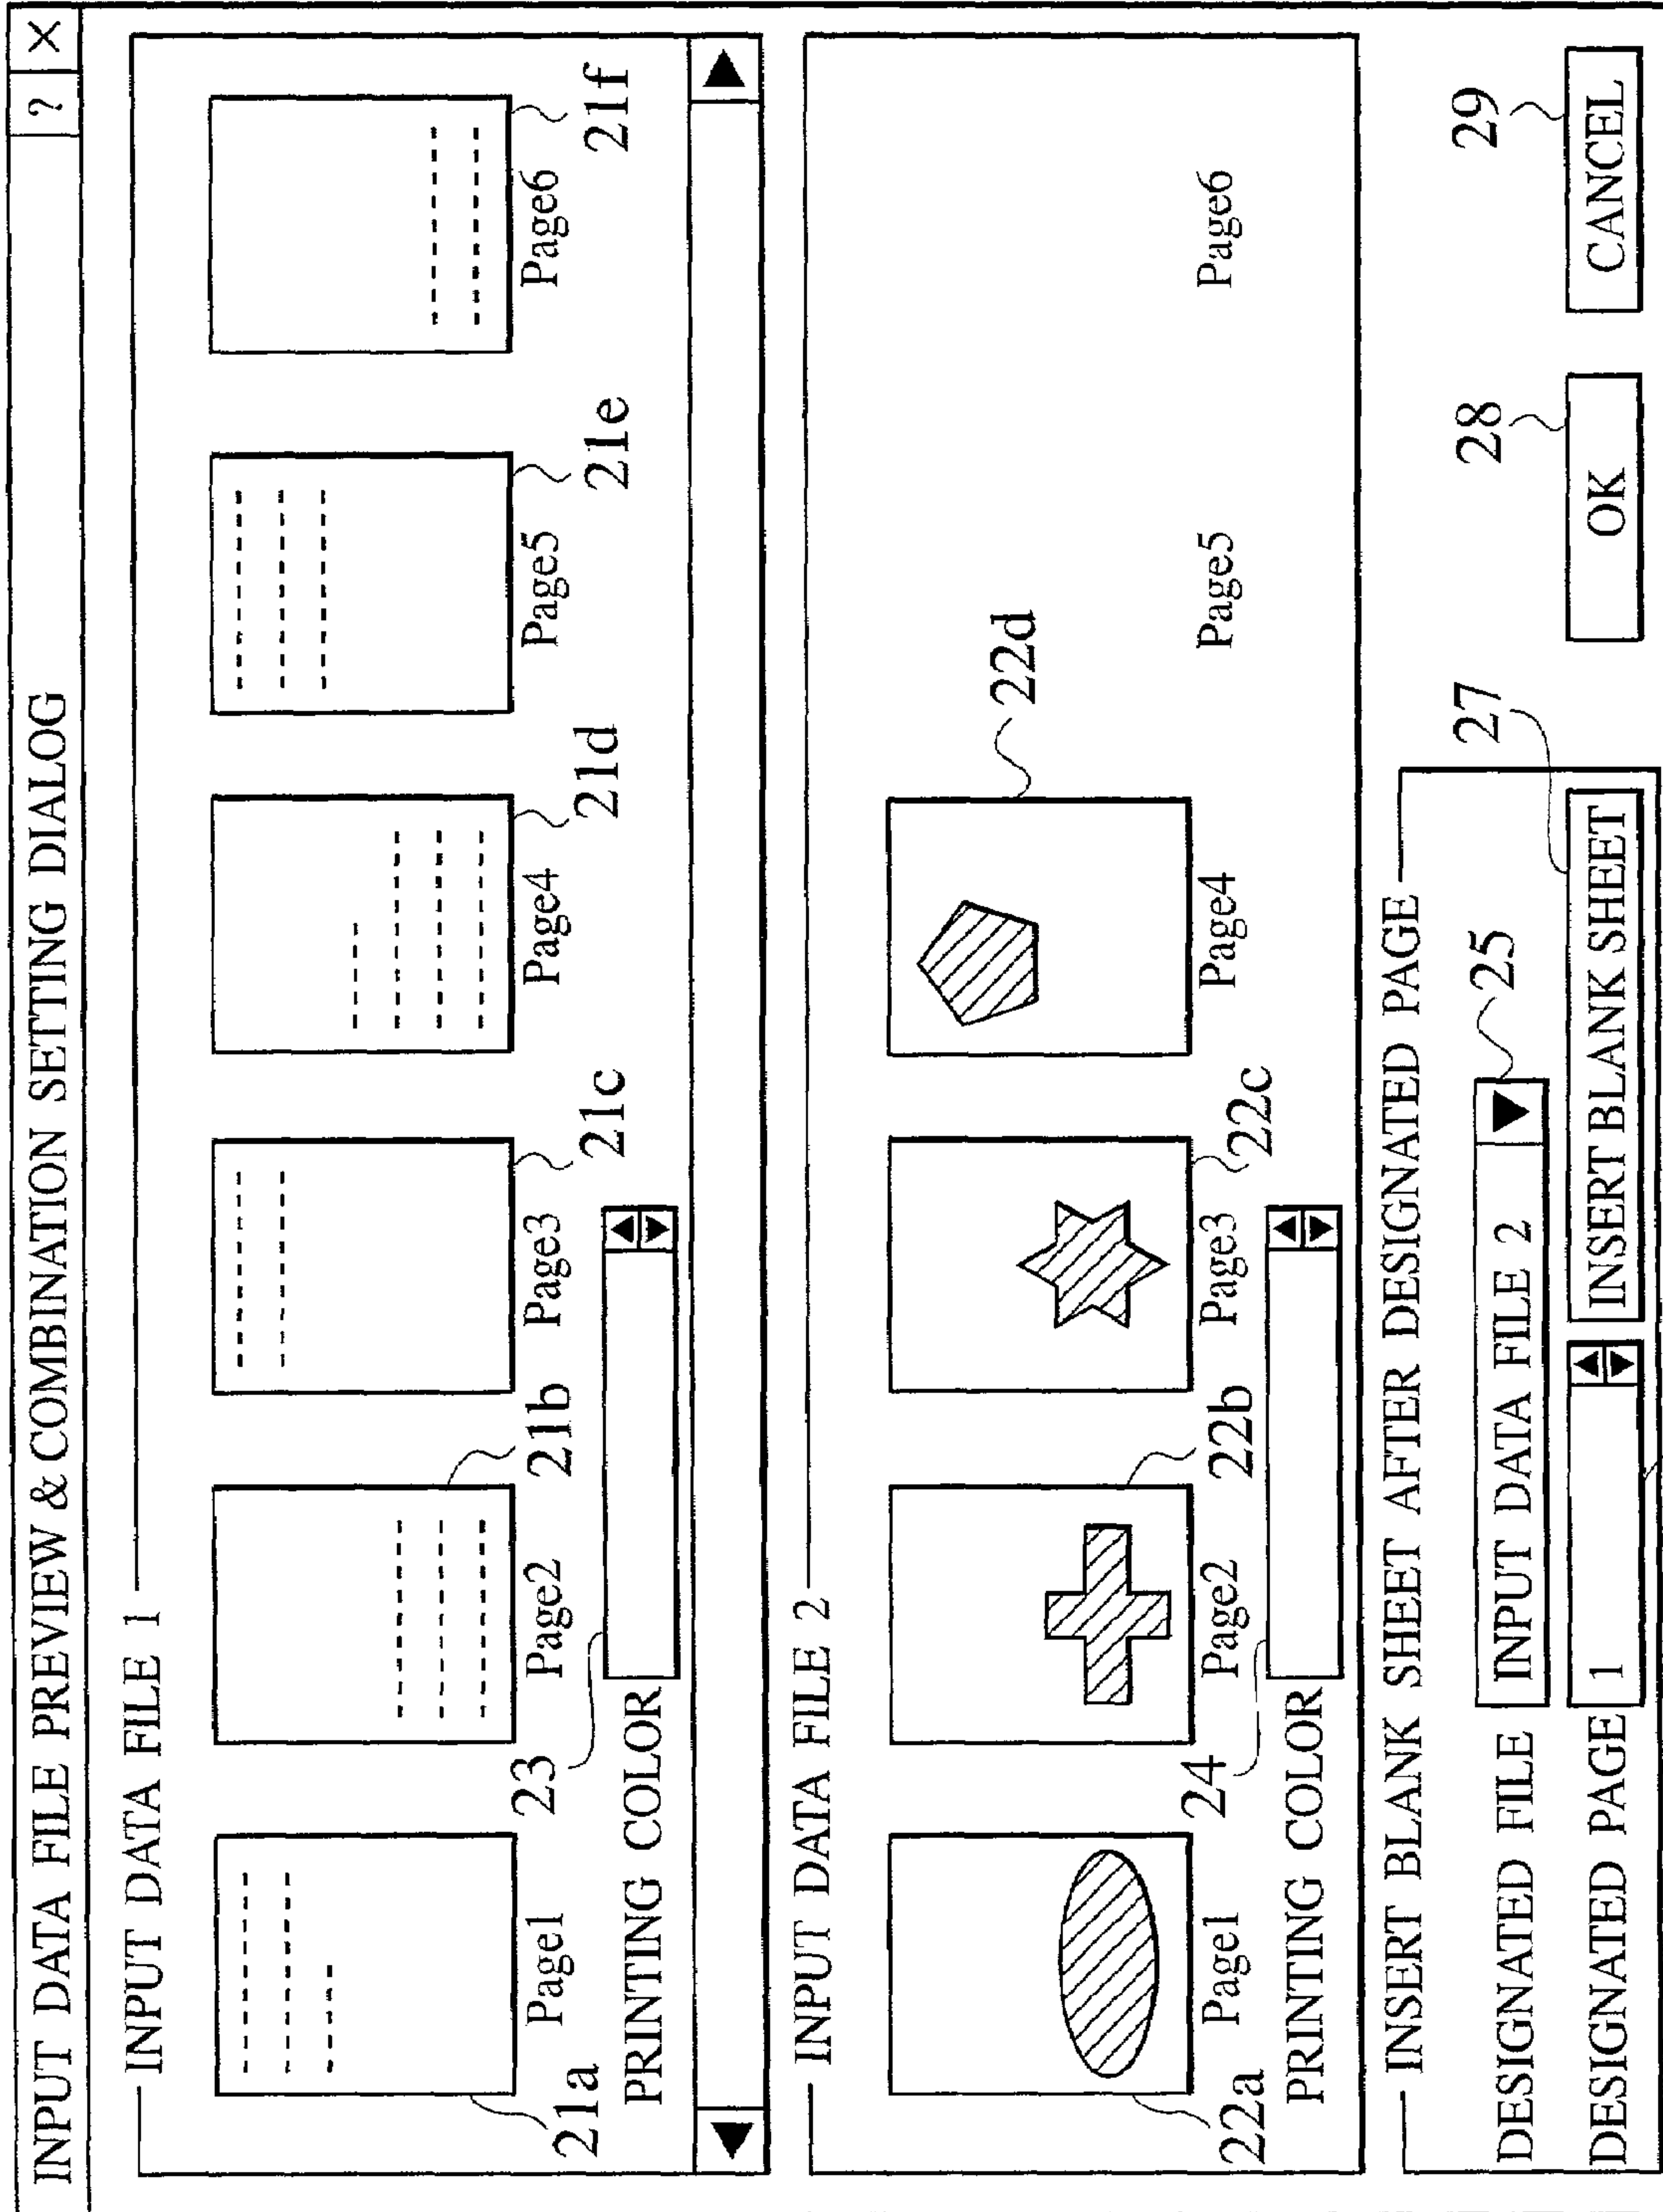 INPUT DATA FILE PREVIEW & COMBINATION SETTING DIALOG ? X
INPUT DATA FILE 1
21a 21b 21c 21d 21e 21f
Page1 Page2 Page3 Page4 Page5 Page6
23
PRINTING COLOR
INPUT DATA FILE 2
22d
Page1 Page2 Page3 Page4 Page5 Page6
22a 24 22b 22c
PRINTING COLOR
INSERT BLANK SHEET AFTER DESIGNATED PAGE
27 28 29
DESIGNATED FILE INPUT DATA FILE 2 25
DESIGNATED PAGE 1 INSERT BLANK SHEET OK CANCEL